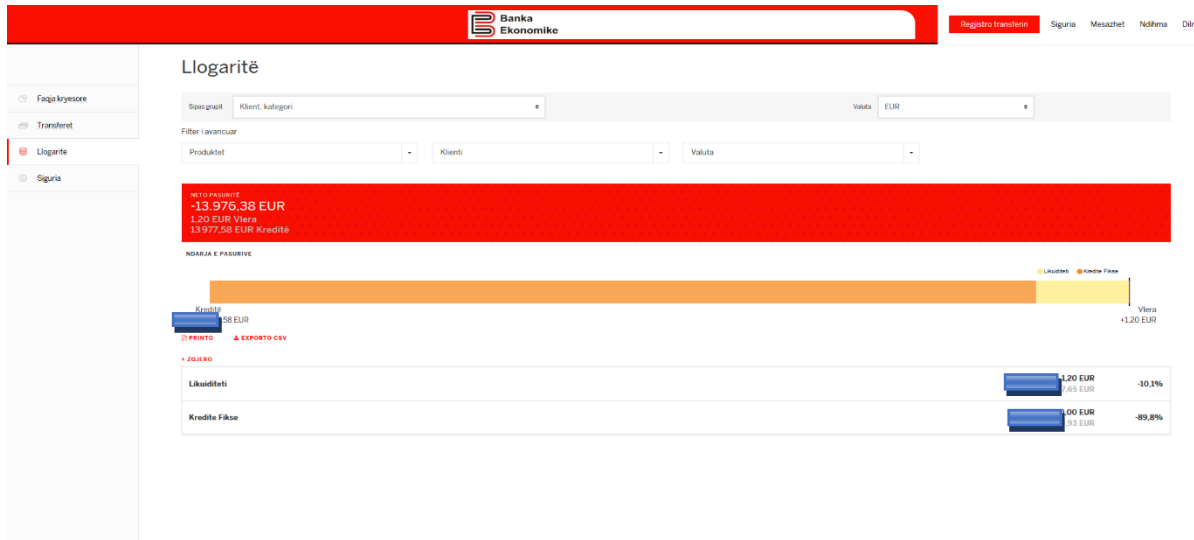 Banka
Ekonomike
Regjistro transferin Siguria Mesazhet Ndihma
Llogaritë
Faqja kryesore
Transferet
Llogaritë
Siguria
Sipas grupit Klient, kategori Valuta EUR
Filter i avancuar
Produktet Klienti Valuta
NETO PASURITË
-13.976,38 EUR
1,20 EUR Vlera
13 977,58 EUR Kreditë
NDARJA E PASURIVE
Likuiditeti Kredite Fikse
Kreditë Vlera
58 EUR +1,20 EUR
PRINTO EXPORTO CSV
+ ZGJERO
Likuiditeti 1,20 EUR -10,1%
7,65 EUR
Kredite Fikse 0,00 EUR -89,8%
,93 EUR